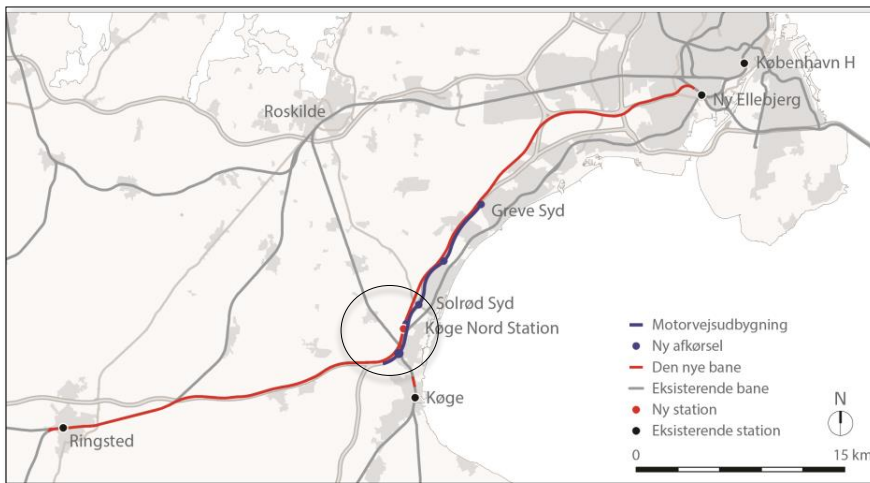 København H
Ny Ellebjerg
Roskilde
Greve Syd
Solrød Syd
Køge Nord Station
Køge
Ringsted
Motorvejsudbygning
Ny afkørsel
Den nye bane
Eksisterende bane
Ny station
Eksisterende station
N
0 15 km